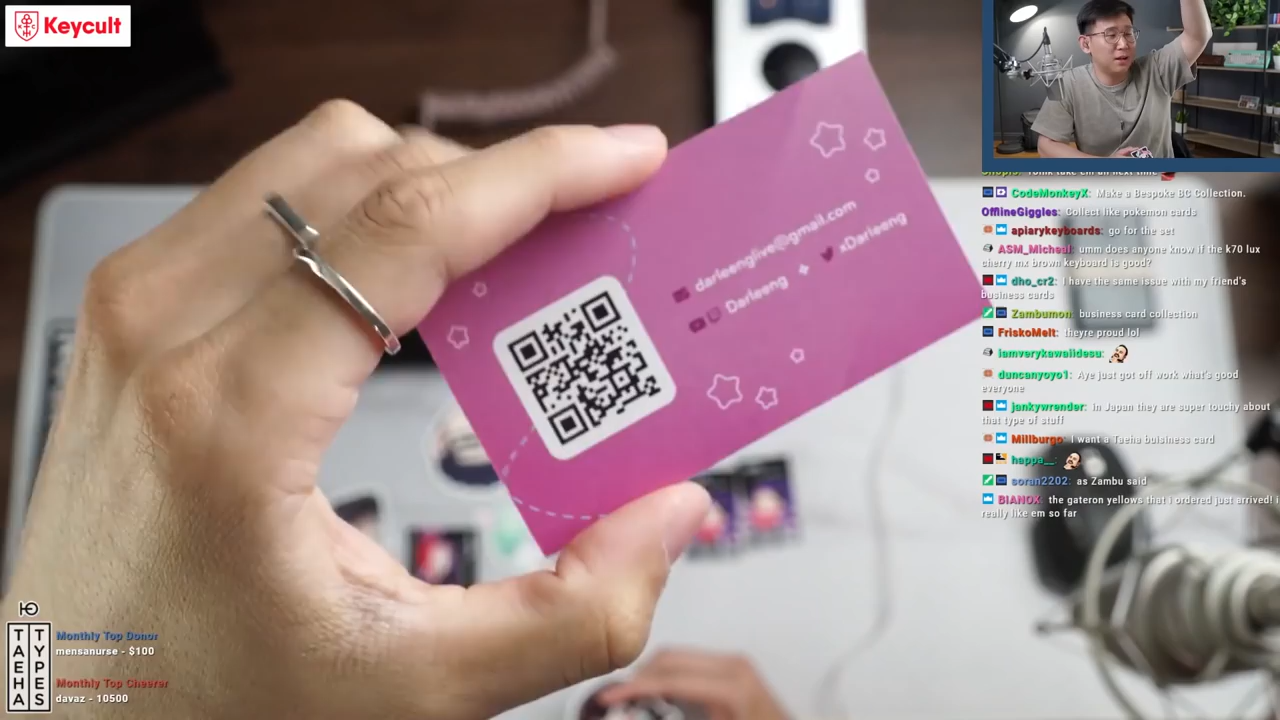 Keycult
darleenglive@gmail.com
Darleeng
xDarleeng
CodeMonkeyX: Make a Bespoke BC Collection.
OfflineGiggles: Collect like pokemon cards
apiarykeyboards: go for the set
ASM_Micheal: umm does anyone know if the k70 lux
cherry mx brown keyboard is good?
dho_cr2: I have the same issue with my friend's
business cards
Zambumon: business card collection
FriskoMelt: theyre proud lol
iamverykawaiidesu:
duncanyoyo1: Aye just got off work what's good
everyone
jankywrender: in Japan they are super touchy about
that type of stuff
Millburgo: I want a Taeha buisiness card
happa__:
soran2202: as Zambu said
BIANOX: the gateron yellows that i ordered just arrived! i
really like em so far
TAEHA
TYPES
Monthly Top Donor
mensanurse - $100
Monthly Top Cheerer
davaz - 10500